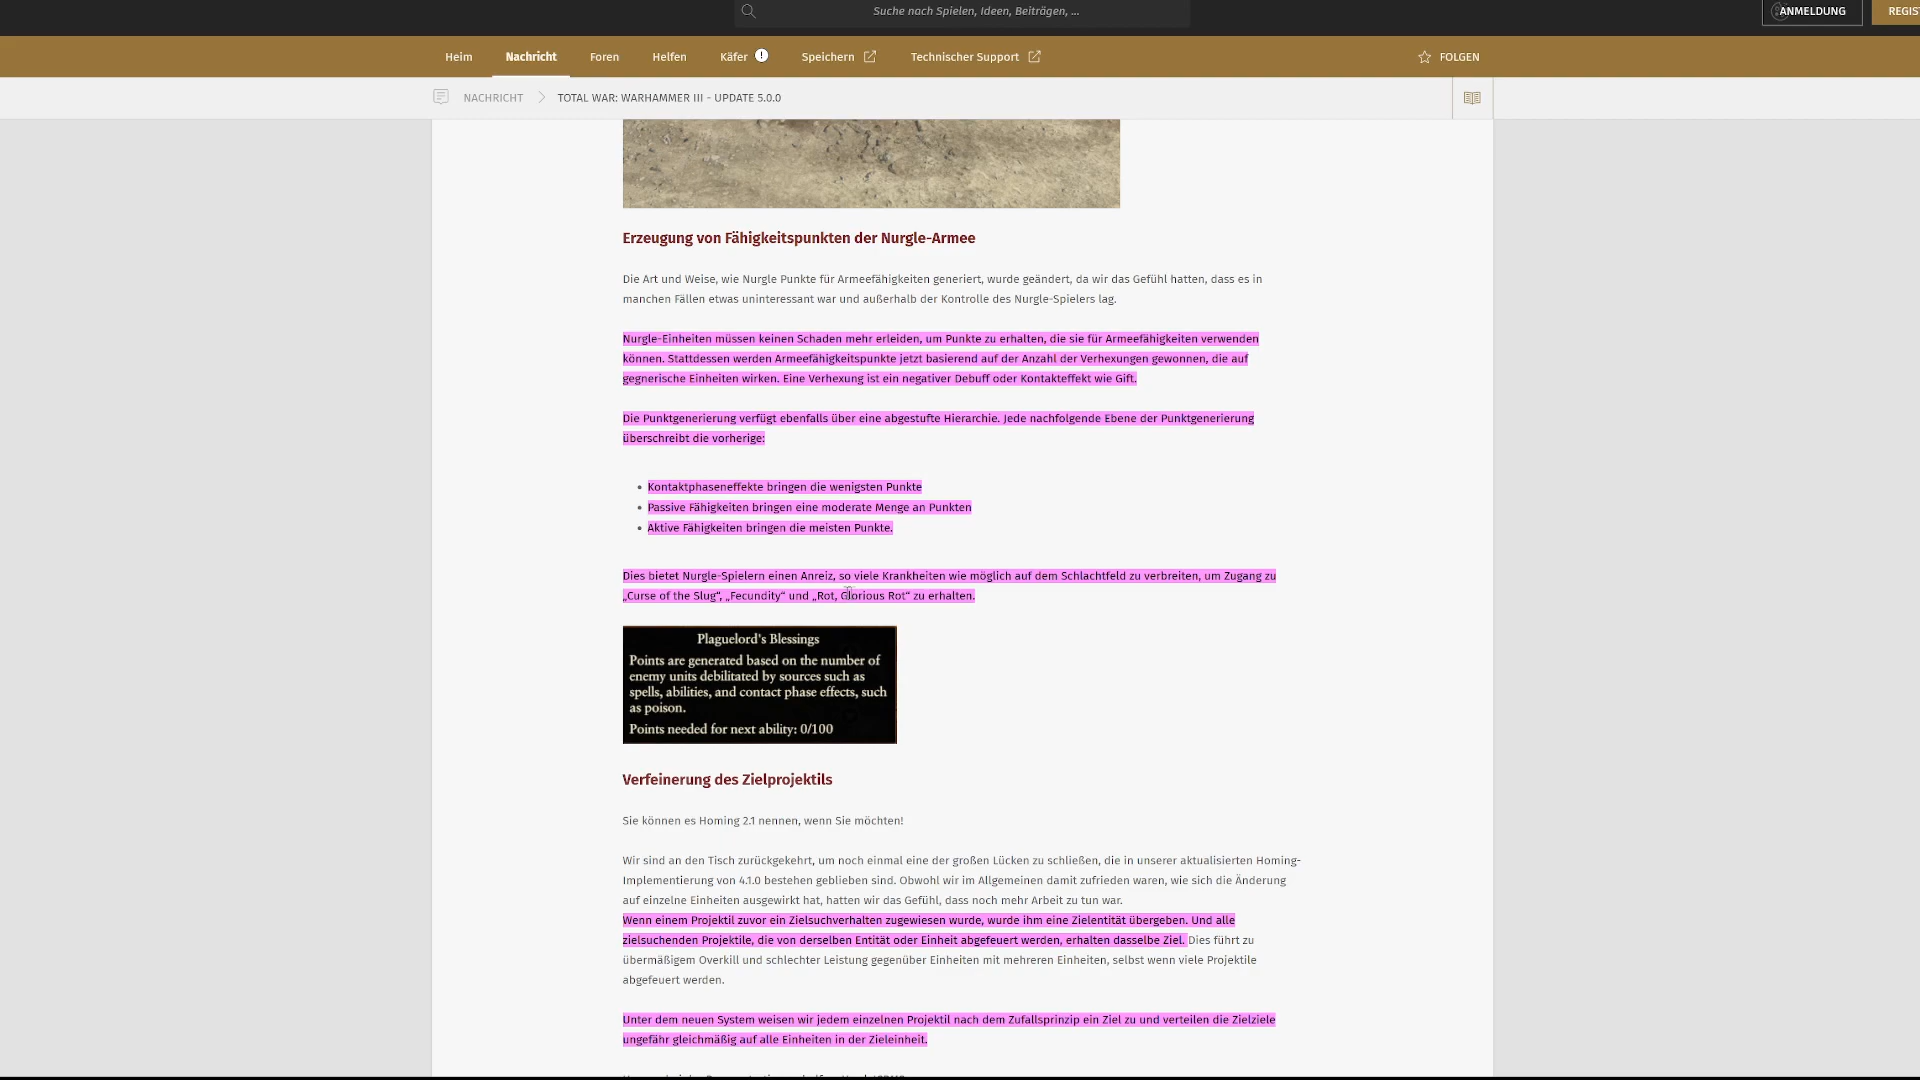 Suche nach Spielen, Ideen, Beiträgen, ...
ANMELDUNG
REGIS
Heim
Nachricht
Foren
Helfen
Käfer
Speichern
Technischer Support
FOLGEN
NACHRICHT
TOTAL WAR: WARHAMMER III - UPDATE 5.0.0
Erzeugung von Fähigkeitspunkten der Nurgle-Armee
Die Art und Weise, wie Nurgle Punkte für Armeefähigkeiten generiert, wurde geändert, da wir das Gefühl hatten, dass es in
manchen Fällen etwas uninteressant war und außerhalb der Kontrolle des Nurgle-Spielers lag.
Nurgle-Einheiten müssen keinen Schaden mehr erleiden, um Punkte zu erhalten, die sie für Armeefähigkeiten verwenden
können. Stattdessen werden Armeefähigkeitspunkte jetzt basierend auf der Anzahl der Verhexungen gewonnen, die auf
gegnerische Einheiten wirken. Eine Verhexung ist ein negativer Debuff oder Kontakteffekt wie Gift.
Die Punktgenerierung verfügt ebenfalls über eine abgestufte Hierarchie. Jede nachfolgende Ebene der Punktgenerierung
überschreibt die vorherige:
Kontaktphaseneffekte bringen die wenigsten Punkte
Passive Fähigkeiten bringen eine moderate Menge an Punkten
Aktive Fähigkeiten bringen die meisten Punkte.
Dies bietet Nurgle-Spielern einen Anreiz, so viele Krankheiten wie möglich auf dem Schlachtfeld zu verbreiten, um Zugang zu
„Curse of the Slug“, „Fecundity“ und „Rot, Glorious Rot“ zu erhalten.
Plaguelord's Blessings
Points are generated based on the number of
enemy units debilitated by sources such as
spells, abilities, and contact phase effects, such
as poison.
Points needed for next ability: 0/100
Verfeinerung des Zielprojektils
Sie können es Homing 2.1 nennen, wenn Sie möchten!
Wir sind an den Tisch zurückgekehrt, um noch einmal eine der großen Lücken zu schließen, die in unserer aktualisierten Homing-
Implementierung von 4.1.0 bestehen geblieben sind. Obwohl wir im Allgemeinen damit zufrieden waren, wie sich die Änderung
auf einzelne Einheiten ausgewirkt hat, hatten wir das Gefühl, dass noch mehr Arbeit zu tun war.
Wenn einem Projektil zuvor ein Zielsuchverhalten zugewiesen wurde, wurde ihm eine Zielentität übergeben. Und alle
zielsuchenden Projektile, die von derselben Entität oder Einheit abgefeuert werden, erhalten dasselbe Ziel. Dies führt zu
übermäßigem Overkill und schlechter Leistung gegenüber Einheiten mit mehreren Einheiten, selbst wenn viele Projektile
abgefeuert werden.
Unter dem neuen System weisen wir jedem einzelnen Projektil nach dem Zufallsprinzip ein Ziel zu und verteilen die Zielziele
ungefähr gleichmäßig auf alle Einheiten in der Zieleinheit.